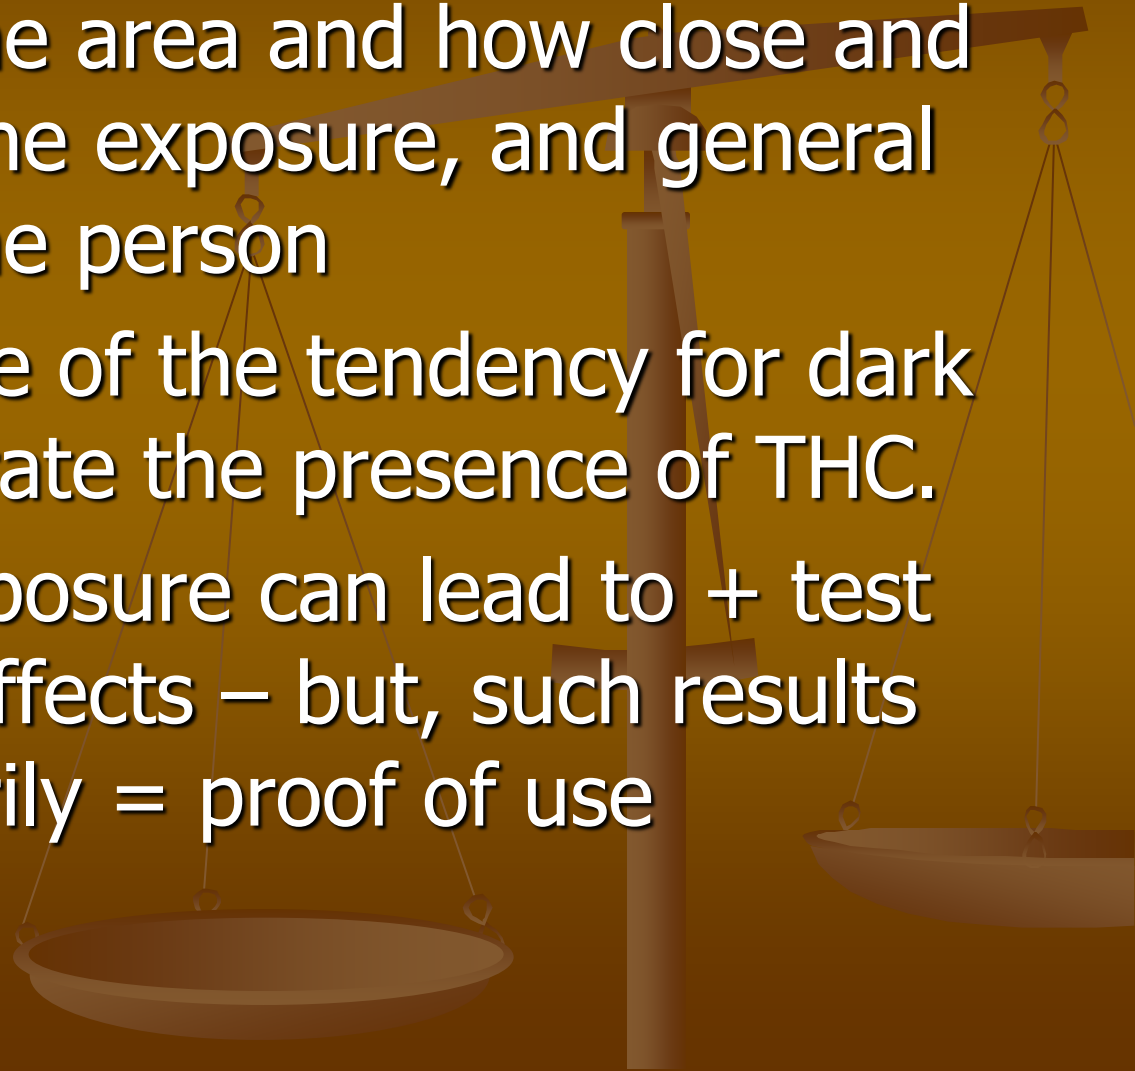 e area and how close and
e exposure, and general
e person
e of the tendency for dark
ate the presence of THC.
posure can lead to + test
ffects – but, such results
ily = proof of use